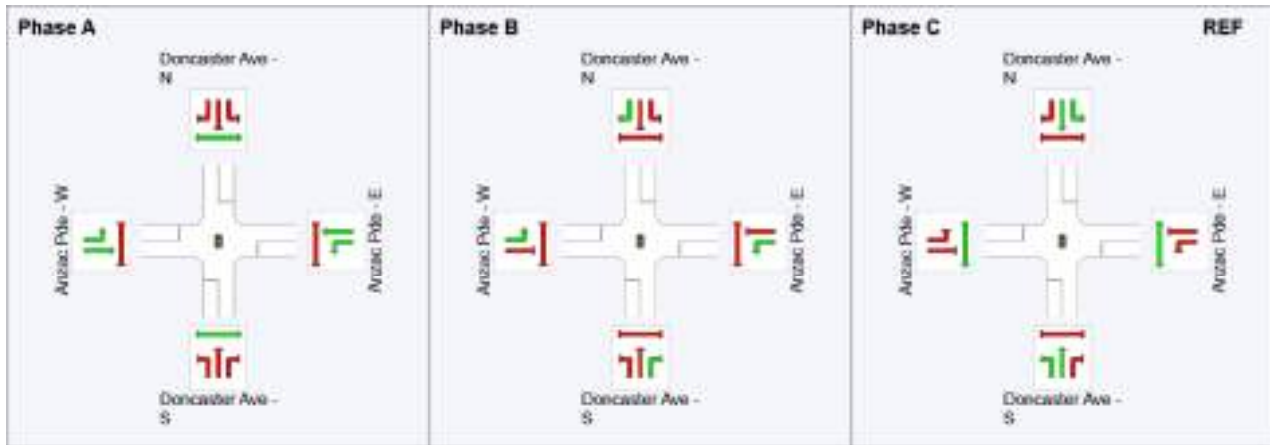 Phase A
Doncaster Ave -
N
Anzac Pde - W
Anzac Pde - E
Doncaster Ave -
S
Phase B
Doncaster Ave -
N
Anzac Pde - W
Anzac Pde - E
Doncaster Ave -
S
Phase C
REF
Doncaster Ave -
N
Anzac Pde - W
Anzac Pde - E
Doncaster Ave -
S